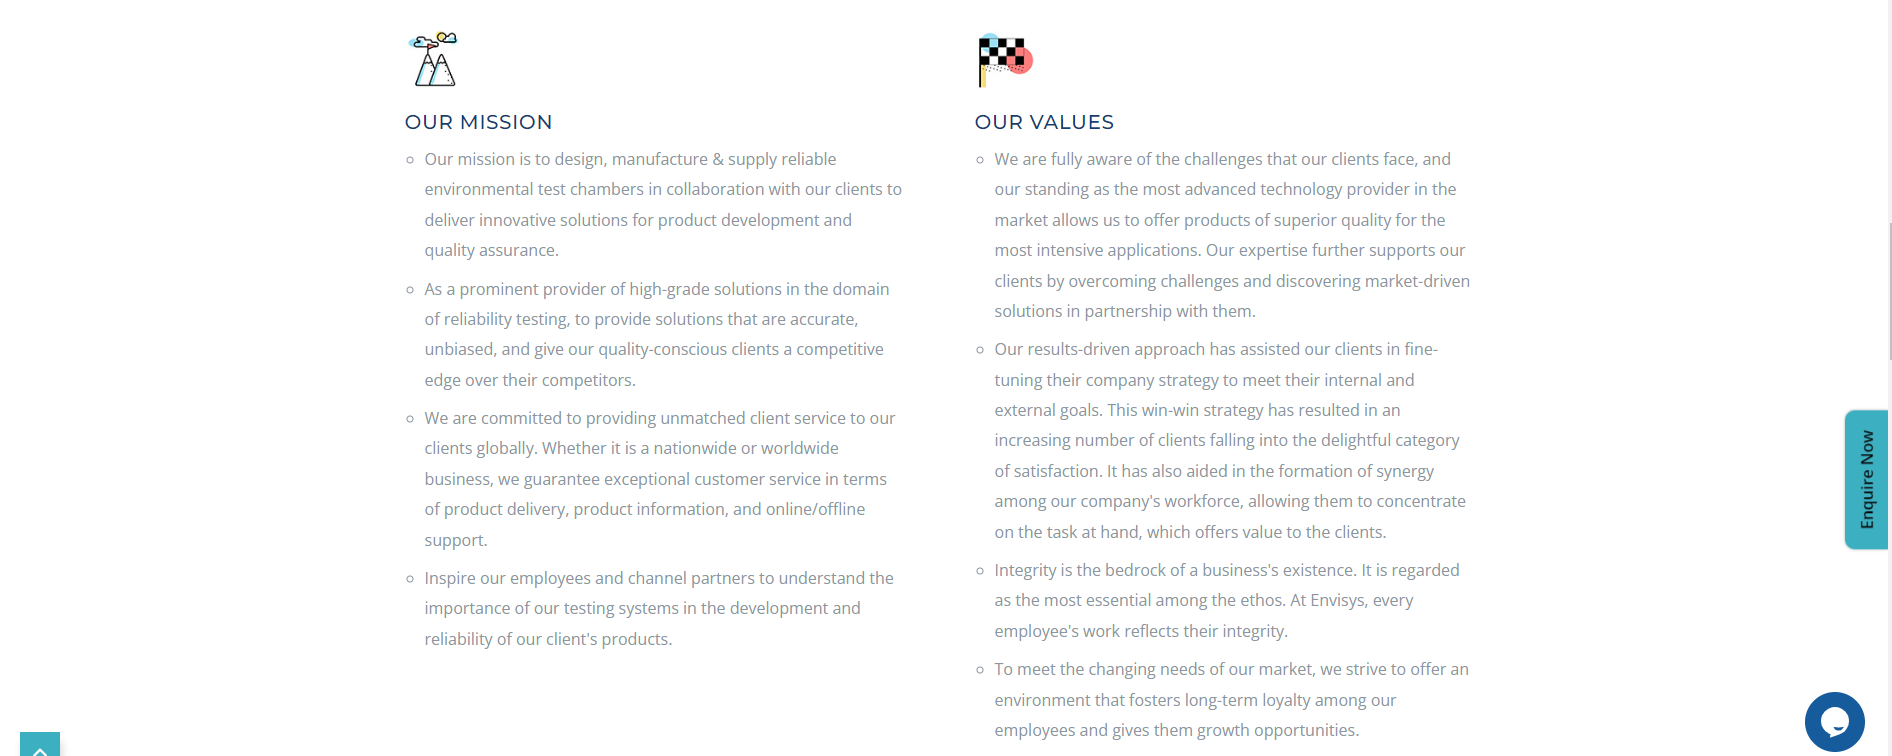 OUR MISSION
Our mission is to design, manufacture & supply reliable
environmental test chambers in collaboration with our clients to
deliver innovative solutions for product development and
quality assurance.
As a prominent provider of high-grade solutions in the domain
of reliability testing, to provide solutions that are accurate,
unbiased, and give our quality-conscious clients a competitive
edge over their competitors.
We are committed to providing unmatched client service to our
clients globally. Whether it is a nationwide or worldwide
business, we guarantee exceptional customer service in terms
of product delivery, product information, and online/offline
support.
Inspire our employees and channel partners to understand the
importance of our testing systems in the development and
reliability of our client's products.
OUR VALUES
We are fully aware of the challenges that our clients face, and
our standing as the most advanced technology provider in the
market allows us to offer products of superior quality for the
most intensive applications. Our expertise further supports our
clients by overcoming challenges and discovering market-driven
solutions in partnership with them.
Our results-driven approach has assisted our clients in fine-
tuning their company strategy to meet their internal and
external goals. This win-win strategy has resulted in an
increasing number of clients falling into the delightful category
of satisfaction. It has also aided in the formation of synergy
among our company's workforce, allowing them to concentrate
on the task at hand, which offers value to the clients.
Integrity is the bedrock of a business's existence. It is regarded
as the most essential among the ethos. At Envisys, every
employee's work reflects their integrity.
To meet the changing needs of our market, we strive to offer an
environment that fosters long-term loyalty among our
employees and gives them growth opportunities.
Enquire Now